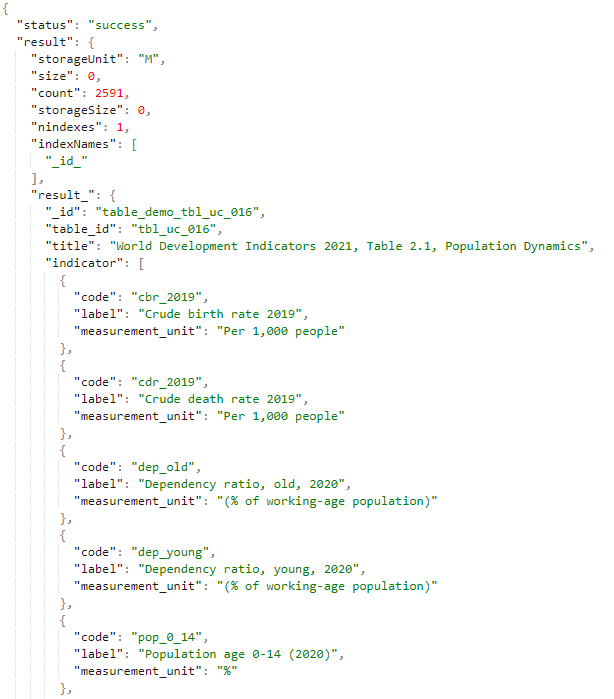 {
"status": "success",
"result": {
"storageUnit": "M",
"size": 0,
"count": 2591,
"storageSize": 0,
"nindexes": 1,
"indexNames": [
"_id_"
],
"result_": {
"_id": "table_demo_tbl_uc_016",
"table_id": "tbl_uc_016",
"title": "World Development Indicators 2021, Table 2.1, Population Dynamics",
"indicator": [
{
"code": "cbr_2019",
"label": "Crude birth rate 2019",
"measurement_unit": "Per 1,000 people"
},
{
"code": "cdr_2019",
"label": "Crude death rate 2019",
"measurement_unit": "Per 1,000 people"
},
{
"code": "dep_old",
"label": "Dependency ratio, old, 2020",
"measurement_unit": "(% of working-age population)"
},
{
"code": "dep_young",
"label": "Dependency ratio, young, 2020",
"measurement_unit": "(% of working-age population)"
},
{
"code": "pop_0_14",
"label": "Population age 0-14 (2020)",
"measurement_unit": "%"
},